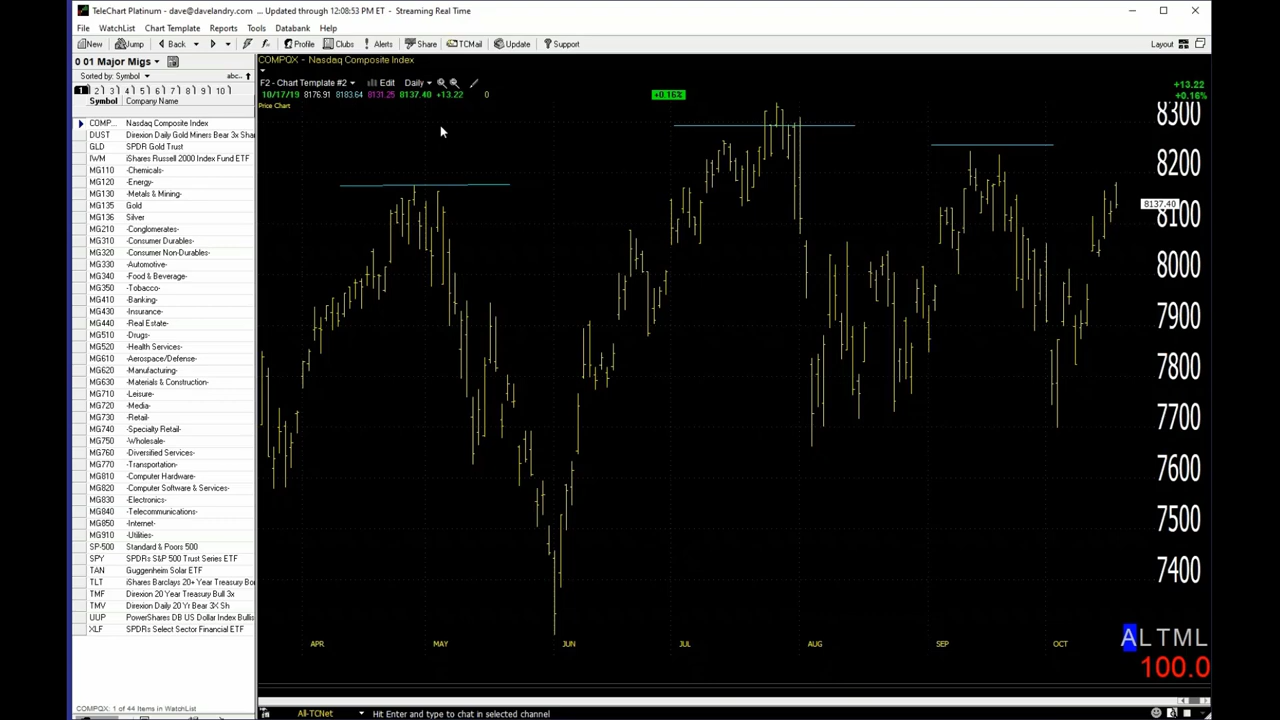 TeleChart Platinum - dave@davelandry.com ... Updated through 12:08:53 PM ET - Streaming Real Time
File WatchList Chart Template Reports Tools Databank Help
New Jump Back Profile Clubs Alerts Share TCMail Update Support Layout
0 01 Major Migs
Sorted by: Symbol abc..
1 2 3 4 5 6 7 8 9 10
Symbol Company Name
COMP... Nasdaq Composite Index
DUST Direxion Daily Gold Miners Bear 3x Sha
GLD SPDR Gold Trust
IWM iShares Russell 2000 Index Fund ETF
MG110 -Chemicals-
MG120 -Energy-
MG130 -Metals & Mining-
MG135 Gold
MG136 Silver
MG210 -Conglomerates-
MG310 -Consumer Durables-
MG320 -Consumer Non-Durables-
MG330 -Automotive-
MG340 -Food & Beverage-
MG350 -Tobacco-
MG410 -Banking-
MG430 -Insurance-
MG440 -Real Estate-
MG510 -Drugs-
MG520 -Health Services-
MG610 -Aerospace/Defense-
MG620 -Manufacturing-
MG630 -Materials & Construction-
MG710 -Leisure-
MG720 -Media-
MG730 -Retail-
MG740 -Specialty Retail-
MG750 -Wholesale-
MG760 -Diversified Services-
MG770 -Transportation-
MG810 -Computer Hardware-
MG820 -Computer Software & Services-
MG830 -Electronics-
MG840 -Telecommunications-
MG850 -Internet-
MG910 -Utilities-
SP-500 Standard & Poors 500
SPY SPDRs S&P 500 Trust Series ETF
TAN Guggenheim Solar ETF
TLT iShares Barclays 20+ Year Treasury Bo
TMF Direxion 20 Year Treasury Bull 3x
TMV Direxion Daily 20 Yr Bear 3X Sh
UUP PowerShares DB US Dollar Index Bullis
XLF SPDRs Select Sector Financial ETF
COMPQX: 1 of 44 Items in WatchList
COMPQX - Nasdaq Composite Index
F2 - Chart Template #2 Edit Daily
10/17/19 8176.91 8183.64 8131.25 8137.40 +13.22 0 +0.16%
Price Chart
+13.22
+0.16%
8300
8200
8137.40
8100
8000
7900
7800
7700
7600
7500
7400
APR MAY JUN JUL AUG SEP OCT
ALTML
100.0
All-TCNet Hit Enter and type to chat in selected channel